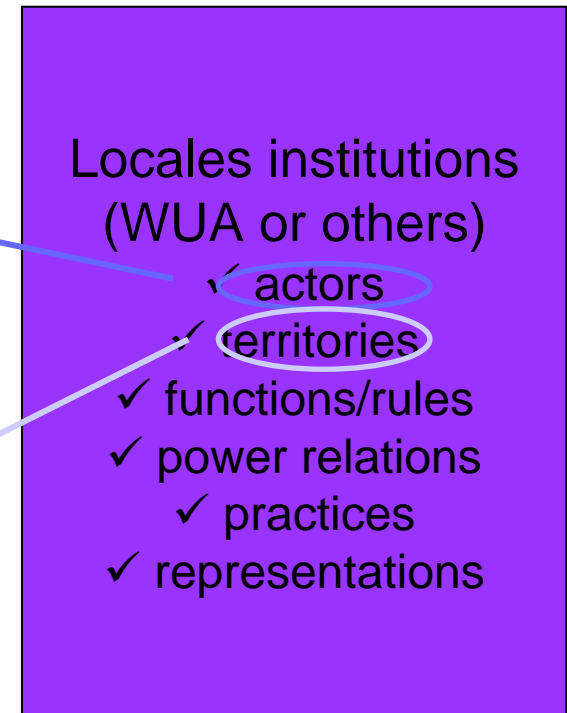 Locales institutions
(WUA or others)
✓ actors
✓ territories
✓ functions/rules
✓ power relations
✓ practices
✓ representations